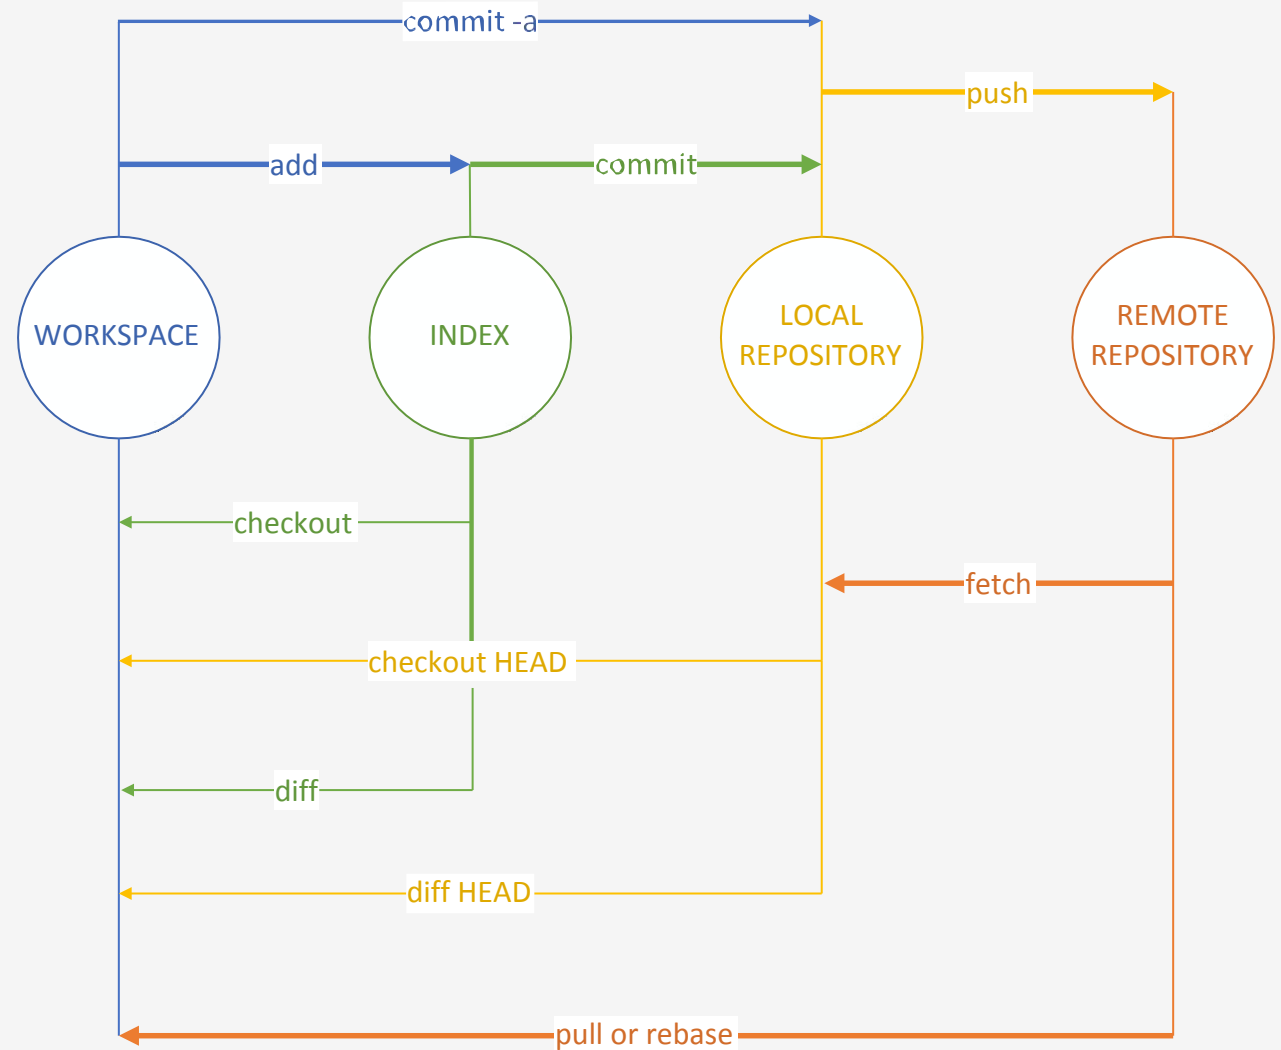 commit -a
push
add
commit
WORKSPACE
INDEX
LOCAL
REPOSITORY
REMOTE
REPOSITORY
checkout
fetch
checkout HEAD
diff
diff HEAD
pull or rebase